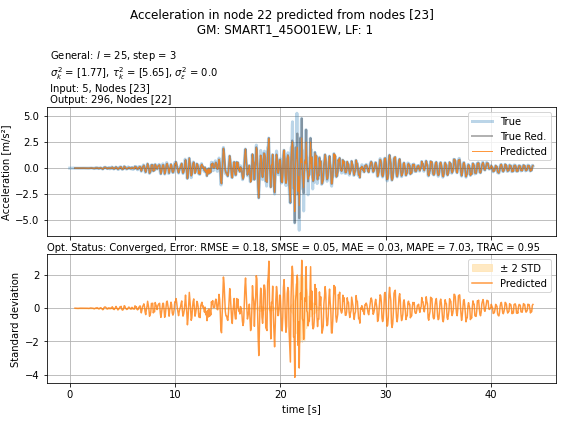 Acceleration in node 22 predicted from nodes [23]
GM: SMART1_45O01EW, LF: 1
General: l = 25, step = 3
σ²ₖ = [1.77], τ²ₖ = [5.65], σ²ε = 0.0
Input: 5, Nodes [23]
Output: 296, Nodes [22]
Acceleration [m/s²]
5.0
2.5
0.0
−2.5
−5.0
True
True Red.
Predicted
Opt. Status: Converged, Error: RMSE = 0.18, SMSE = 0.05, MAE = 0.03, MAPE = 7.03, TRAC = 0.95
Standard deviation
2
0
−2
−4
± 2 STD
Predicted
0 10 20 30 40
time [s]